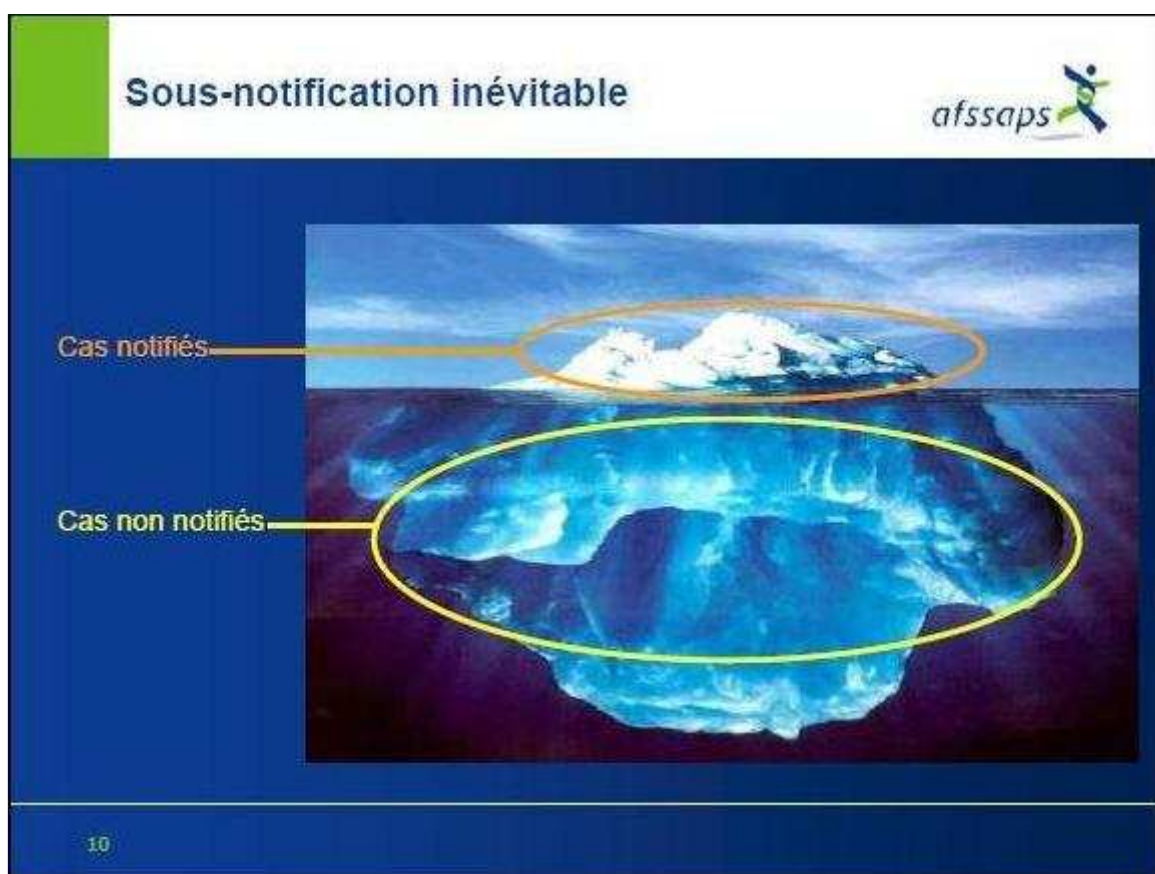 Sous-notification inévitable
afssaps
Cas notifiés
Cas non notifiés
10